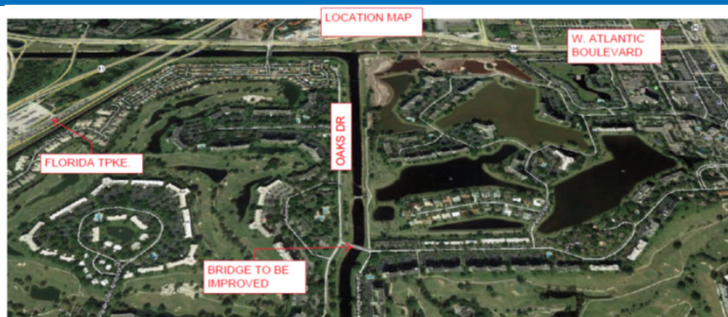 LOCATION MAP
W. ATLANTIC
BOULEVARD
OAKS DR
FLORIDA TPKE.
BRIDGE TO BE
IMPROVED